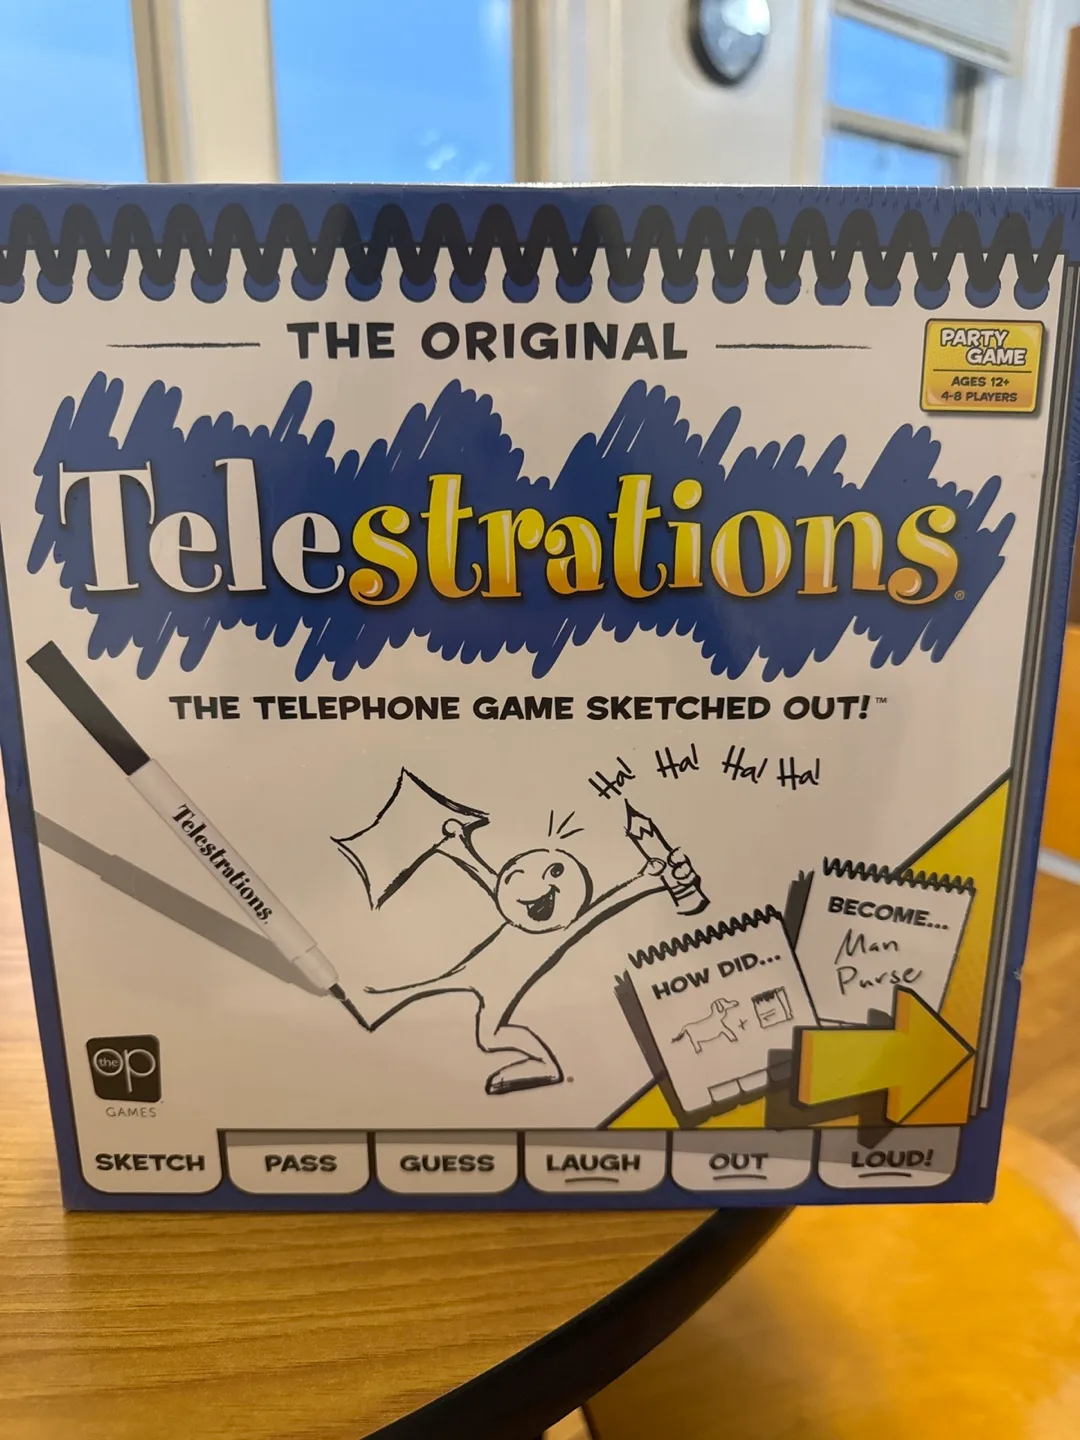 THE ORIGINAL
PARTY
GAME
AGES 12+
4-8 PLAYERS
Telestrations®
THE TELEPHONE GAME SKETCHED OUT!™
Ha! Ha! Ha! Ha!
Telestrations
BECOME...
Man
Purse
HOW DID...
+
the op
GAMES
SKETCH PASS GUESS LAUGH OUT LOUD!